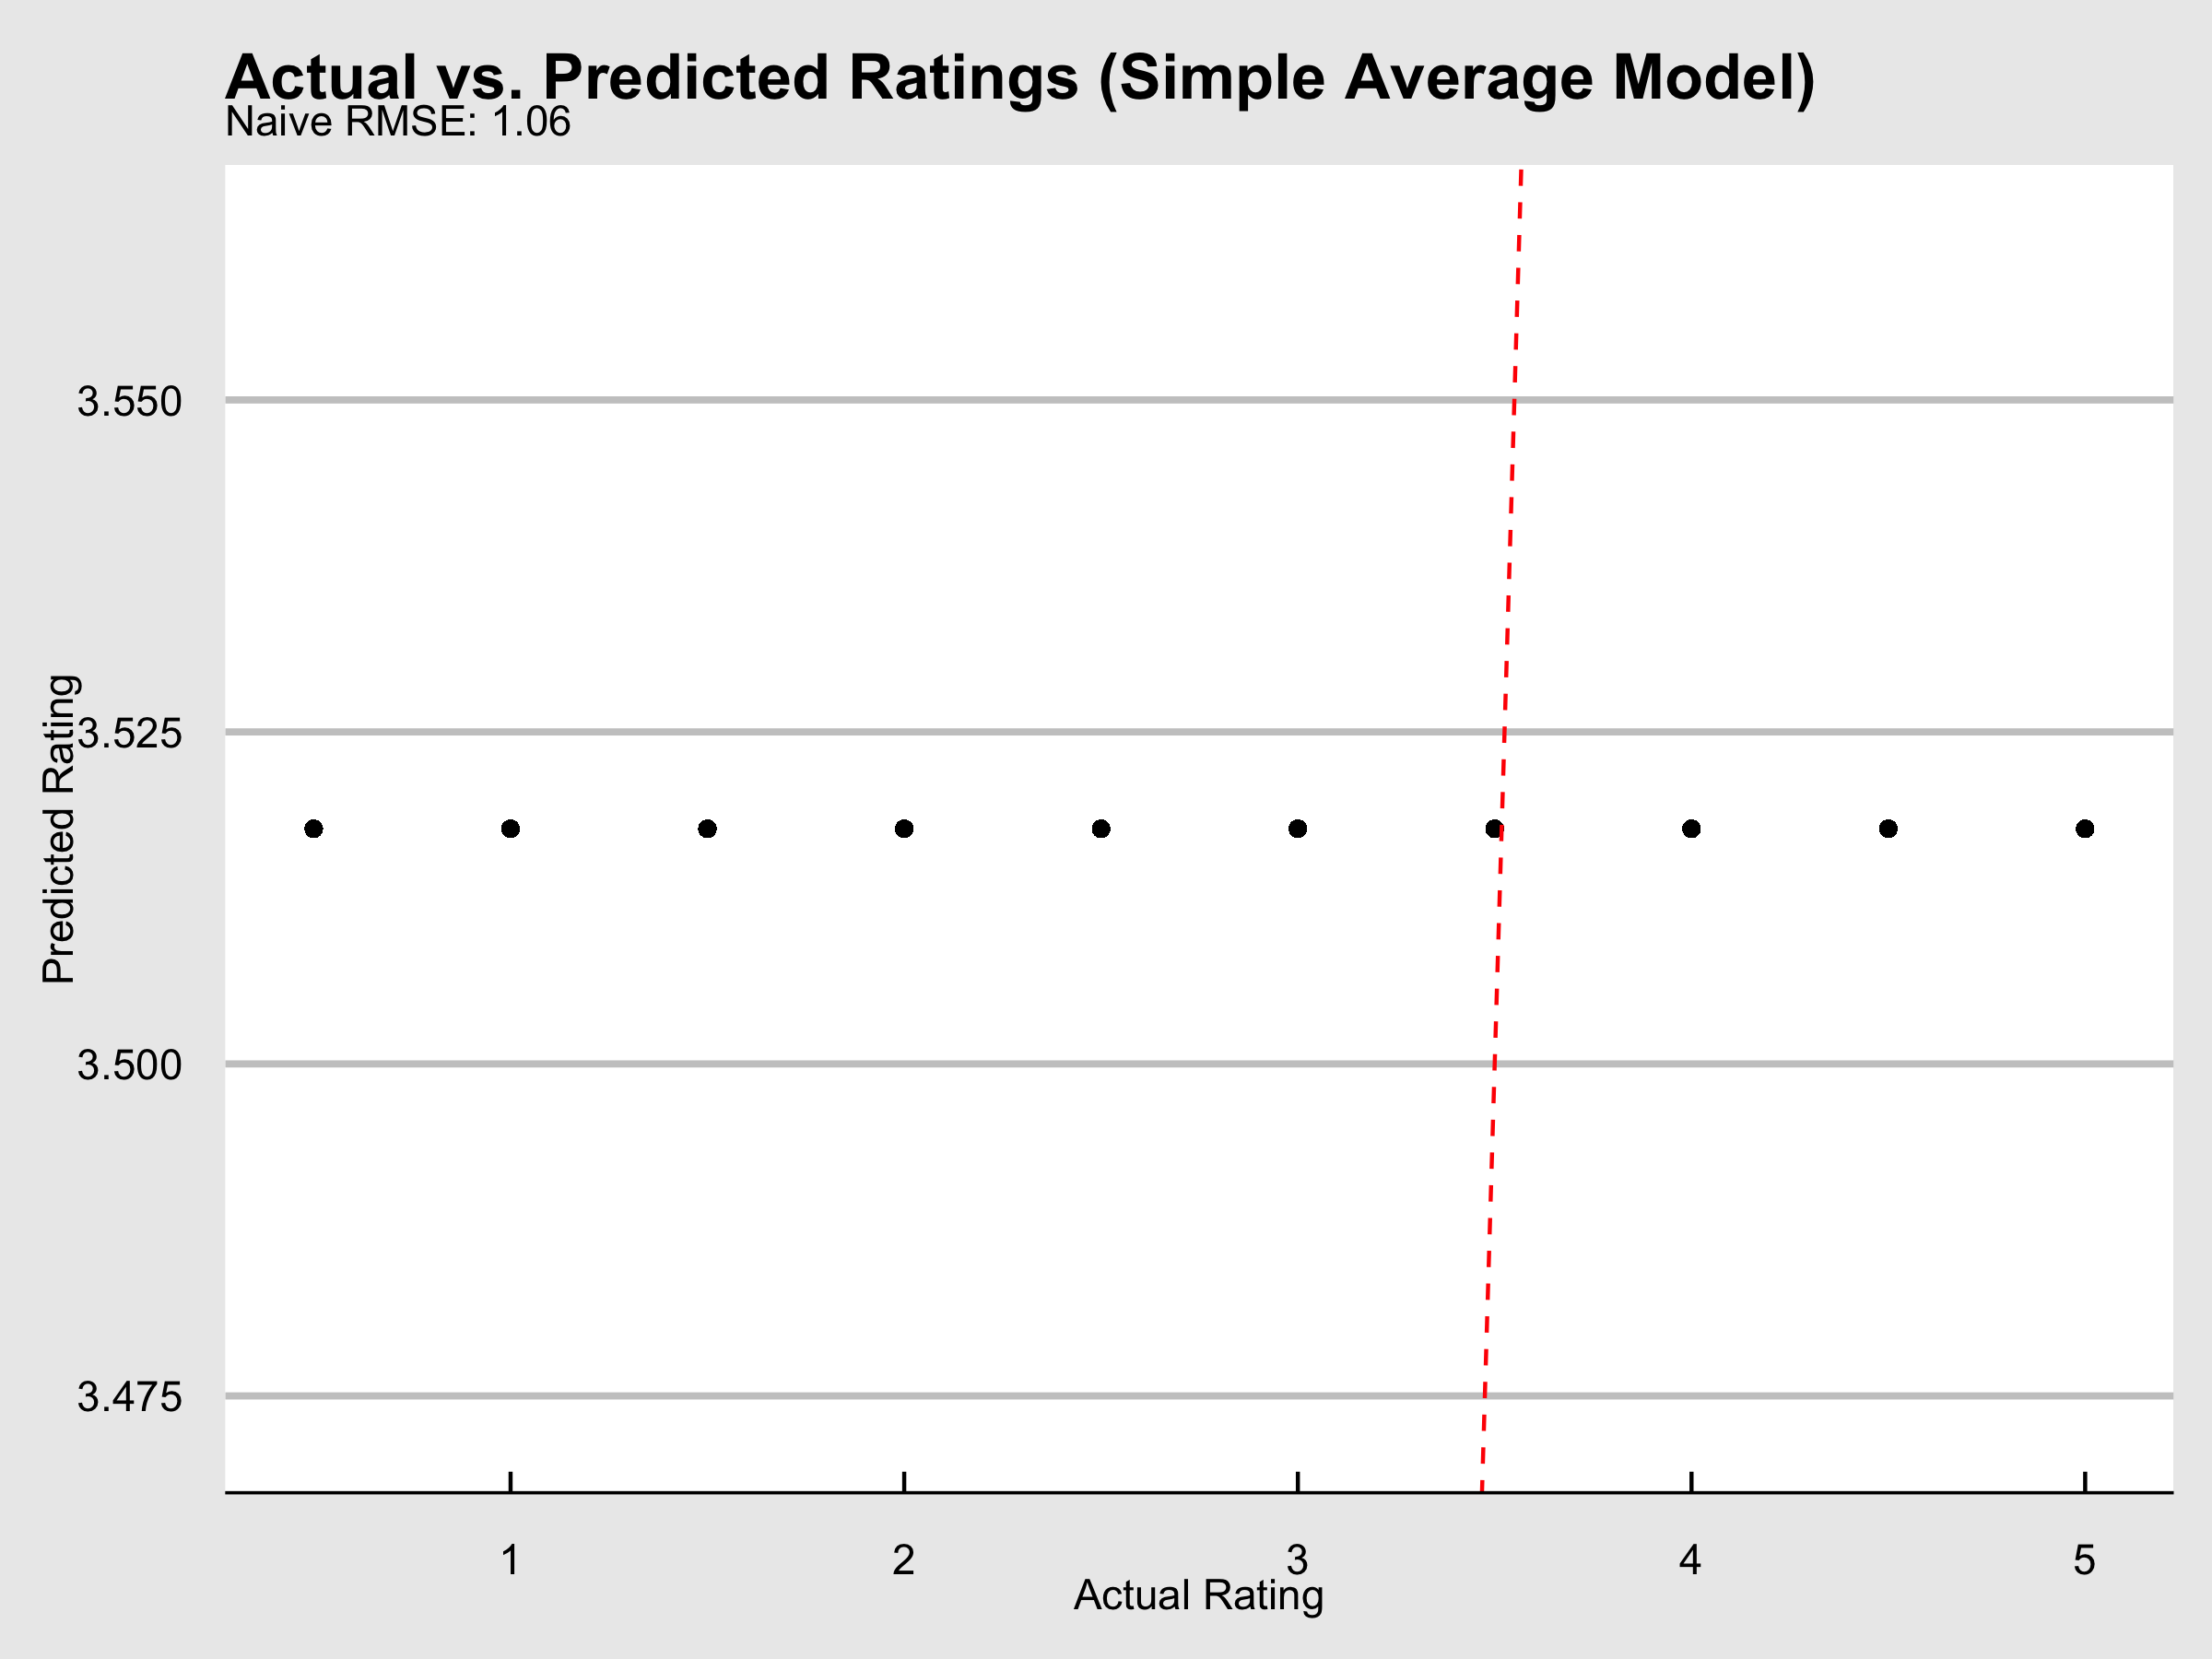 Actual vs. Predicted Ratings (Simple Average Model)
Naive RMSE: 1.06
Predicted Rating
3.550
3.525
3.500
3.475
1 2 3 4 5
Actual Rating